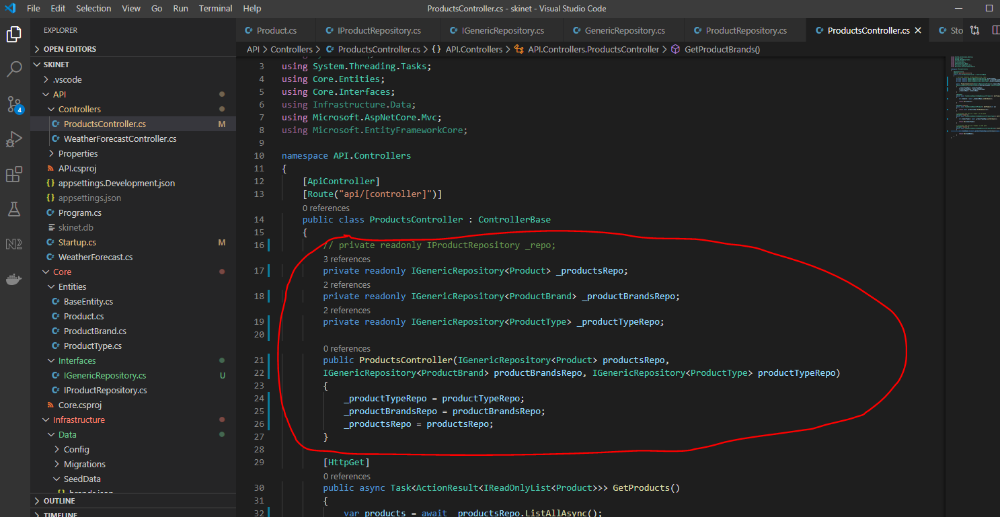 File Edit Selection View Go Run Terminal Help
ProductsController.cs - skinet - Visual Studio Code
EXPLORER
OPEN EDITORS
SKINET
.vscode
API
Controllers
ProductsController.cs M
WeatherForecastController.cs
Properties
API.csproj
appsettings.Development.json
appsettings.json
Program.cs
skinet.db
Startup.cs M
WeatherForecast.cs
Core
Entities
BaseEntity.cs
Product.cs
ProductBrand.cs
ProductType.cs
Interfaces
IGenericRepository.cs U
IProductRepository.cs
Core.csproj
Infrastructure
Data
Config
Migrations
SeedData
OUTLINE
TIMELINE
4
Product.cs IProductRepository.cs IGenericRepository.cs GenericRepository.cs ProductRepository.cs ProductsController.cs Sto
API > Controllers > ProductsController.cs > {} API.Controllers > API.Controllers.ProductsController > GetProductBrands()
3 using System.Threading.Tasks;
4 using Core.Entities;
5 using Core.Interfaces;
6 using Infrastructure.Data;
7 using Microsoft.AspNetCore.Mvc;
8 using Microsoft.EntityFrameworkCore;
9
10 namespace API.Controllers
11 {
12 [ApiController]
13 [Route("api/[controller]")]
0 references
14 public class ProductsController : ControllerBase
15 {
16 // private readonly IProductRepository _repo;
3 references
17 private readonly IGenericRepository<Product> _productsRepo;
2 references
18 private readonly IGenericRepository<ProductBrand> _productBrandsRepo;
2 references
19 private readonly IGenericRepository<ProductType> _productTypeRepo;
20
0 references
21 public ProductsController(IGenericRepository<Product> productsRepo,
22 IGenericRepository<ProductBrand> productBrandsRepo, IGenericRepository<ProductType> productTypeRepo)
23 {
24 _productTypeRepo = productTypeRepo;
25 _productBrandsRepo = productBrandsRepo;
26 _productsRepo = productsRepo;
27 }
28
29 [HttpGet]
0 references
30 public async Task<ActionResult<IReadOnlyList<Product>>> GetProducts()
31 {
32 var products = await _productsRepo.ListAllAsync();